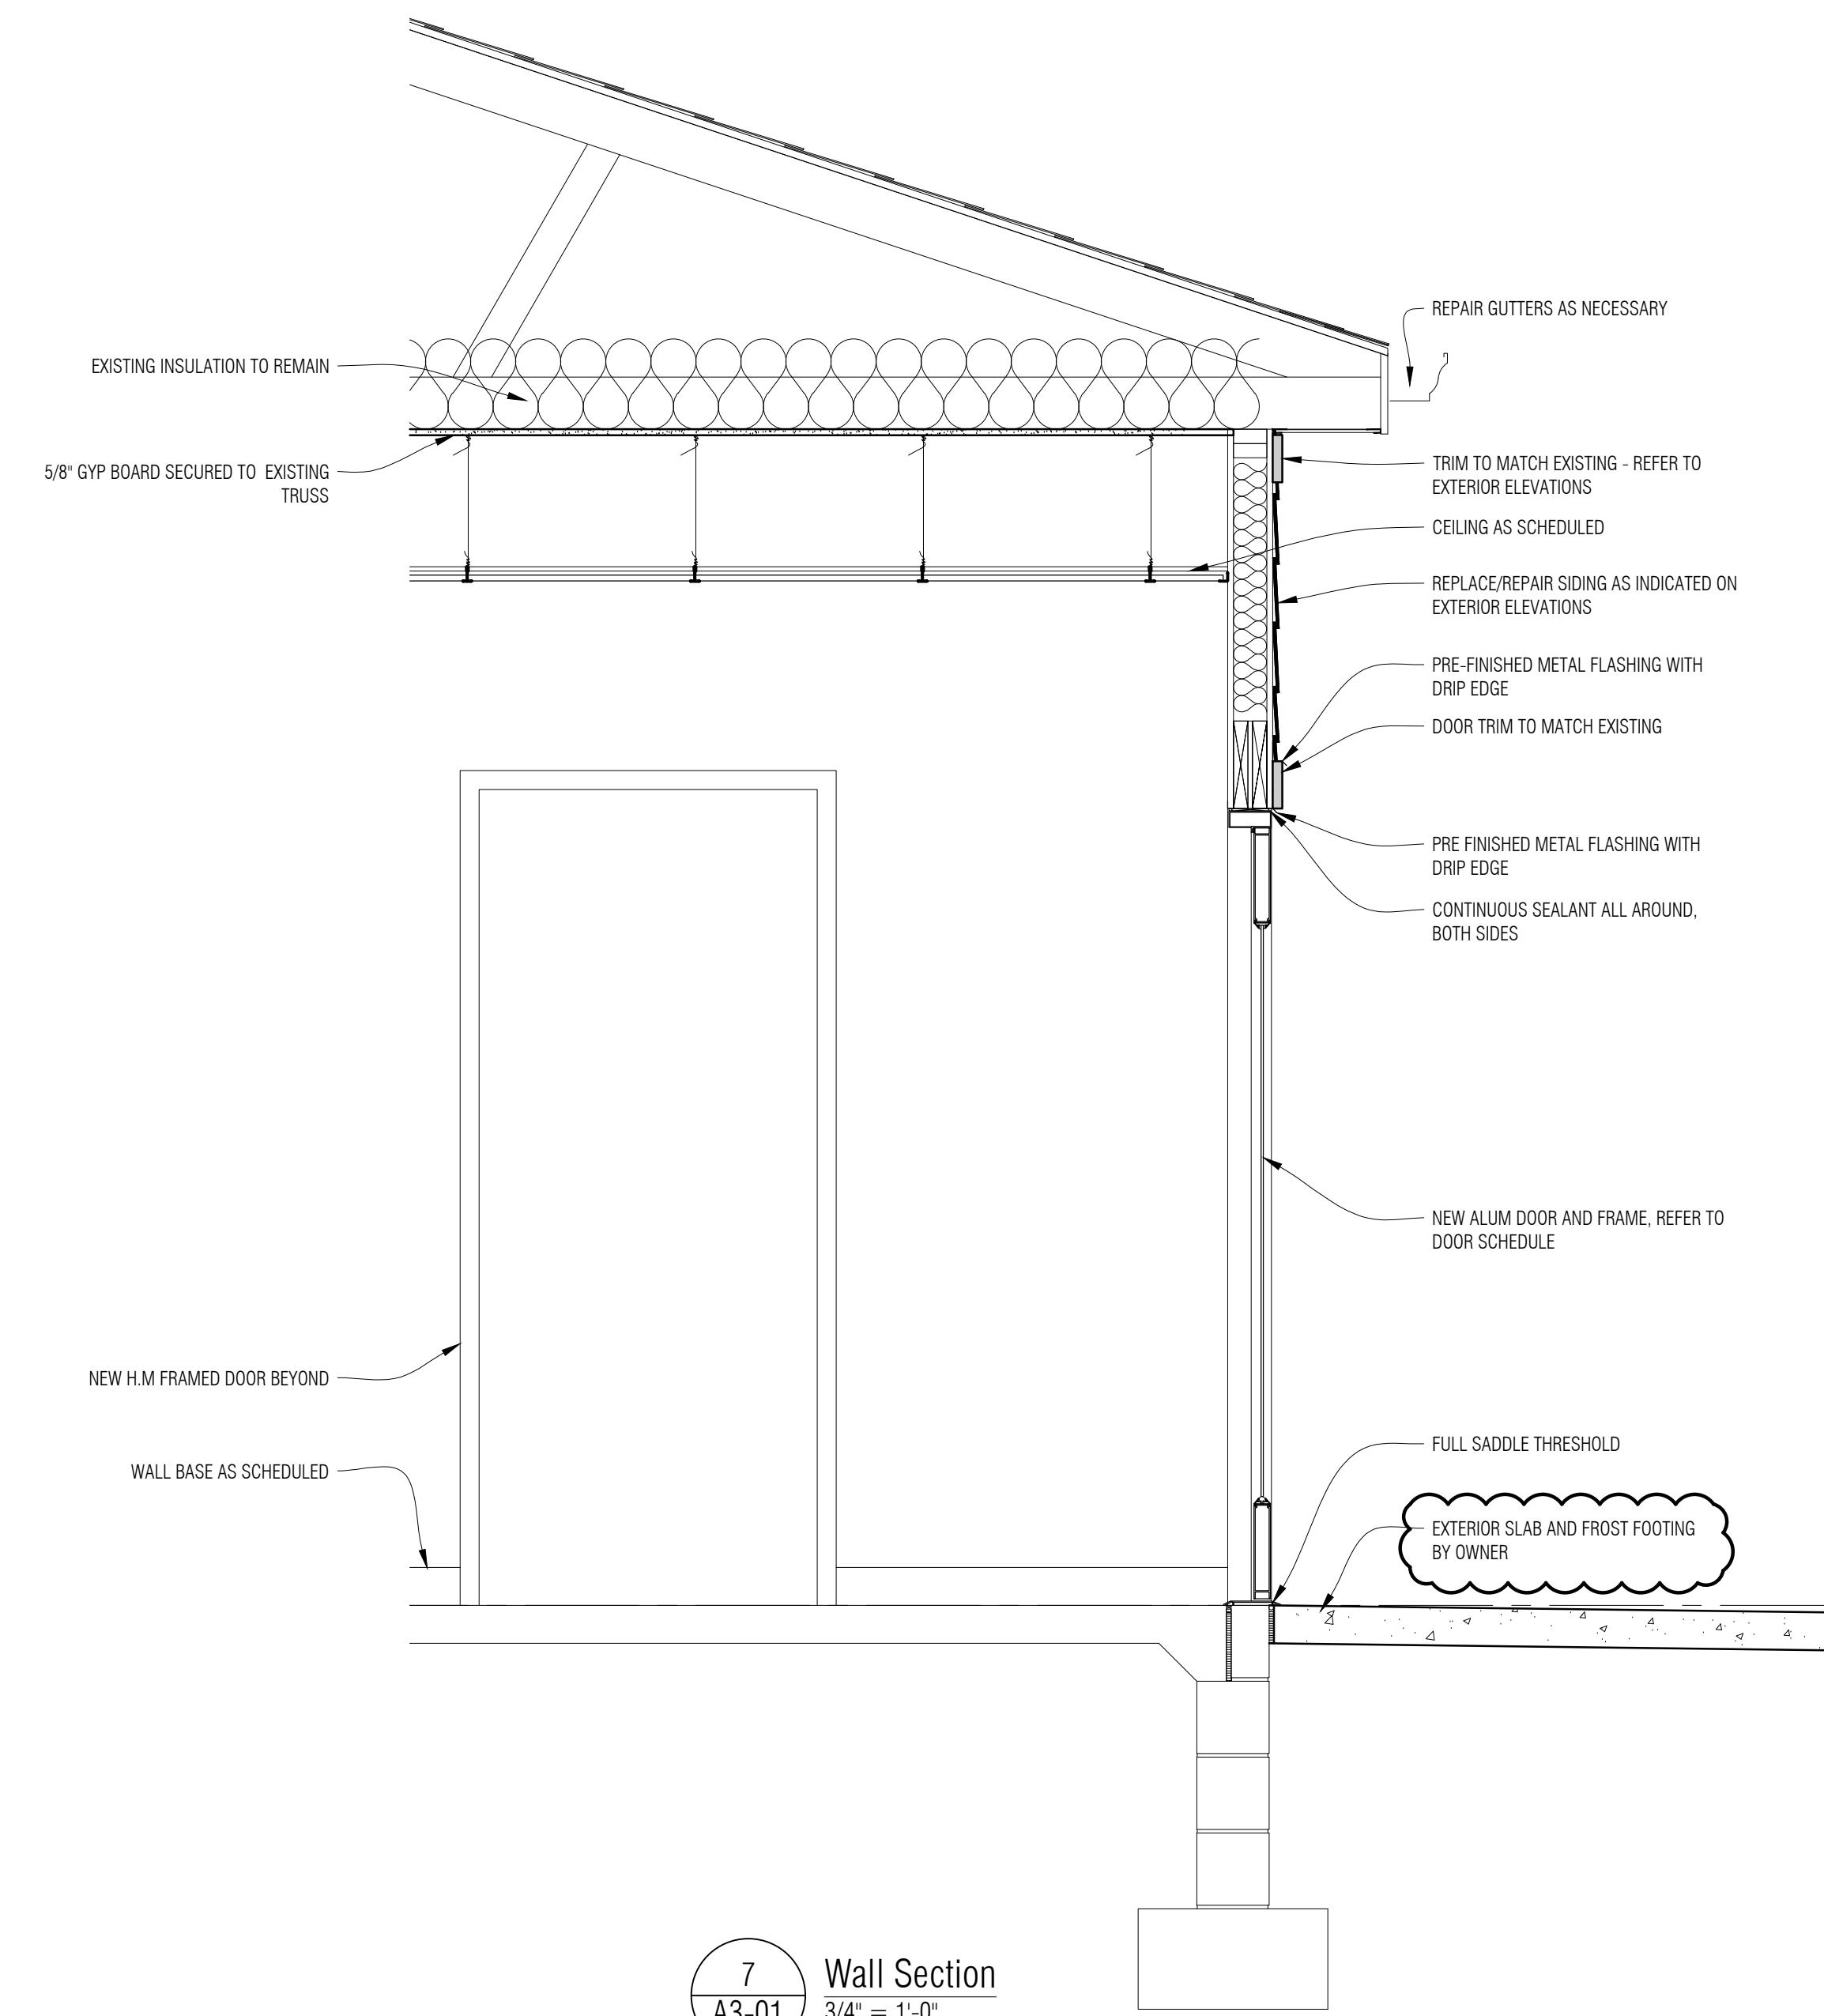 REPAIR GUTTERS AS NECESSARY
EXISTING INSULATION TO REMAIN
5/8" GYP BOARD SECURED TO  EXISTING
TRUSS
TRIM TO MATCH EXISTING - REFER TO
EXTERIOR ELEVATIONS
CEILING AS SCHEDULED
REPLACE/REPAIR SIDING AS INDICATED ON
EXTERIOR ELEVATIONS
PRE-FINISHED METAL FLASHING WITH
DRIP EDGE
DOOR TRIM TO MATCH EXISTING
PRE FINISHED METAL FLASHING WITH
DRIP EDGE
CONTINUOUS SEALANT ALL AROUND,
BOTH SIDES
NEW ALUM DOOR AND FRAME, REFER TO
DOOR SCHEDULE
NEW H.M FRAMED DOOR BEYOND
WALL BASE AS SCHEDULED
FULL SADDLE THRESHOLD
EXTERIOR SLAB AND FROST FOOTING
BY OWNER
7
A3-01
Wall Section
3/4" = 1'-0"